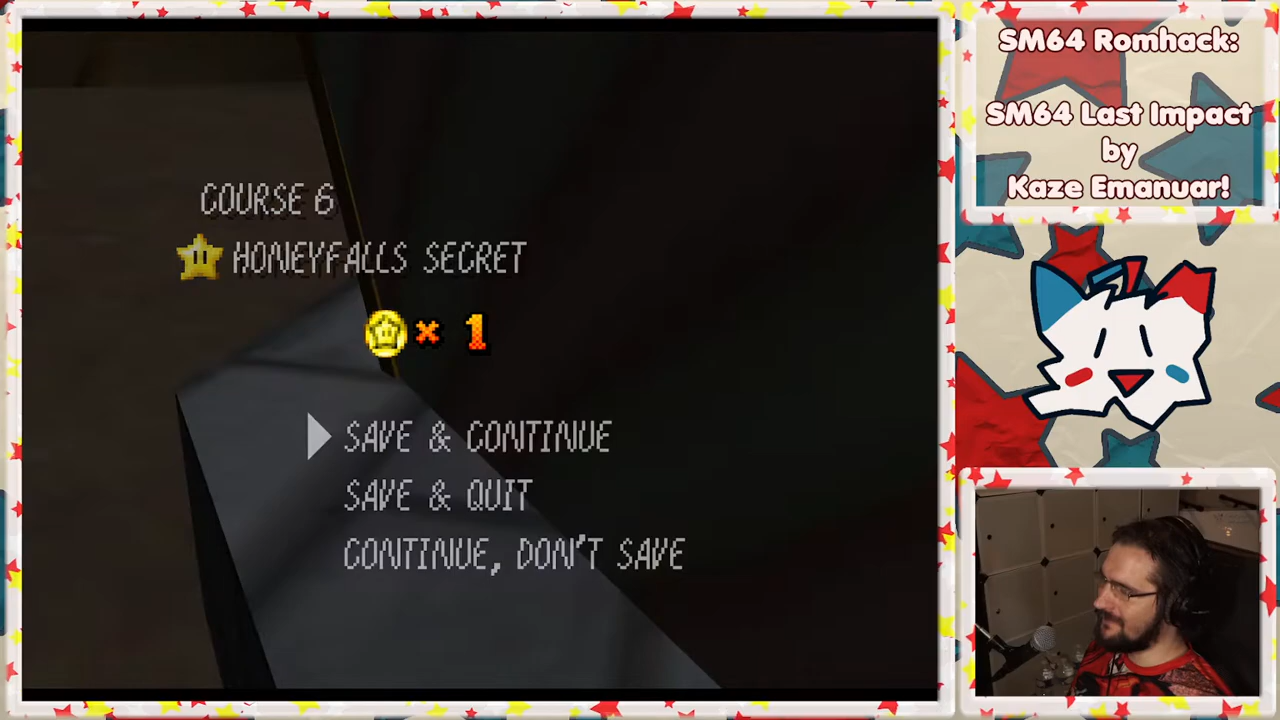 COURSE 6
HONEYFALLS SECRET
× 1
SAVE & CONTINUE
SAVE & QUIT
CONTINUE, DON'T SAVE
SM64 Romhack:
SM64 Last Impact
by
Kaze Emanuar!